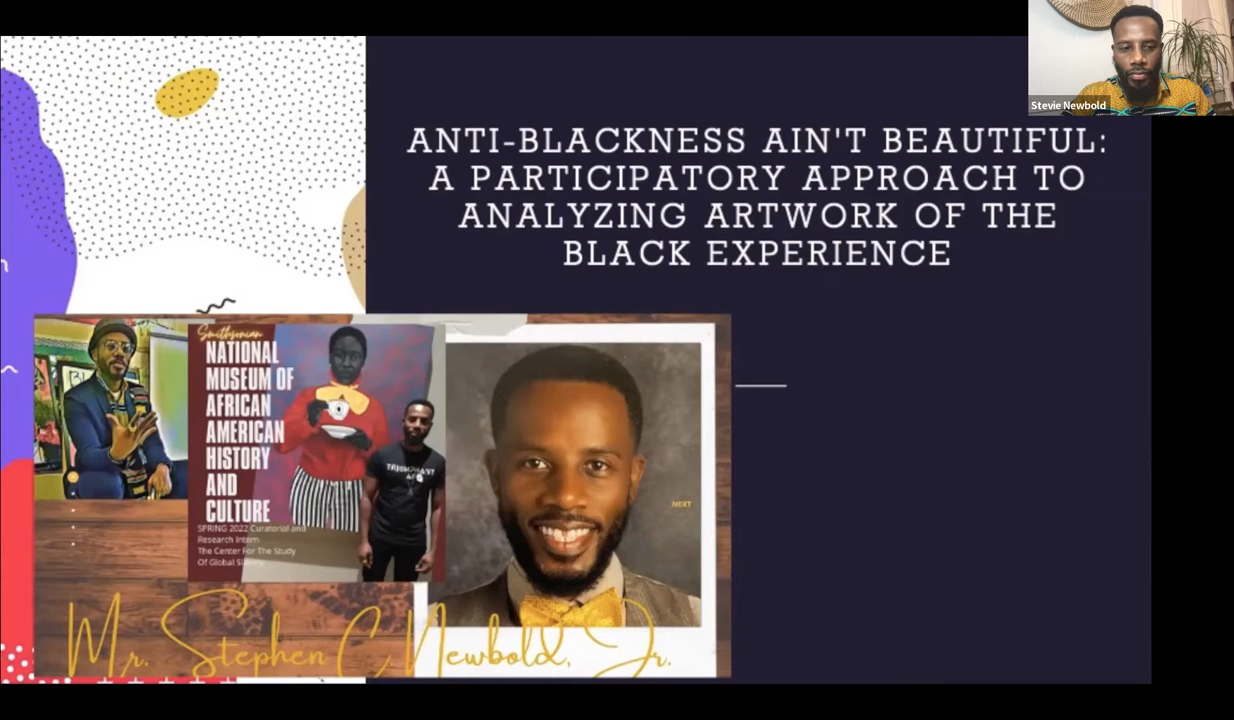 Stevie Newbold
ANTI-BLACKNESS AIN'T BEAUTIFUL:
A PARTICIPATORY APPROACH TO
ANALYZING ARTWORK OF THE
BLACK EXPERIENCE
Smithsonian
NATIONAL
MUSEUM OF
AFRICAN
AMERICAN
HISTORY
AND
CULTURE
SPRING 2022 Curatorial and
Research Intern
The Center For The Study
Of Global
TRIUMPHANT
NEXT
Mr. Stephen C. Newbold, Jr.